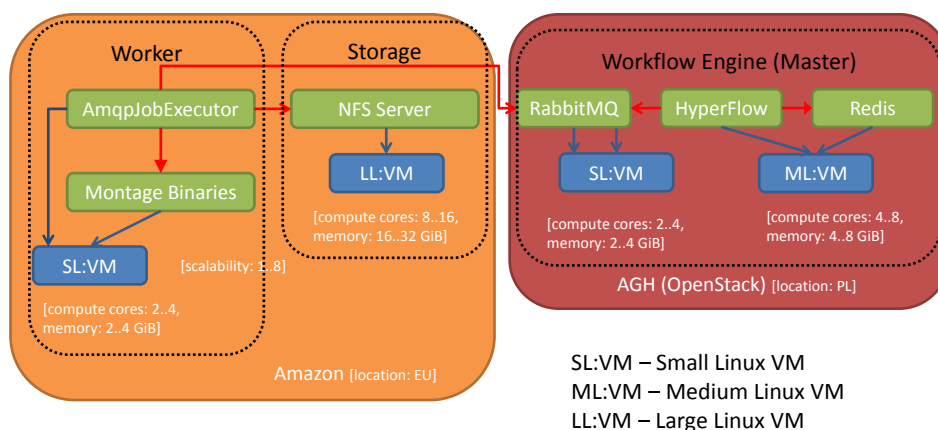 Worker
AmqpJobExecutor
Montage Binaries
SL:VM
[scalability: 1..8]
[compute cores: 2..4,
memory: 2..4 GiB]
Storage
NFS Server
LL:VM
[compute cores: 8..16,
memory: 16..32 GiB]
Amazon [location: EU]
Workflow Engine (Master)
RabbitMQ
HyperFlow
Redis
SL:VM
ML:VM
[compute cores: 2..4,
memory: 2..4 GiB]
[compute cores: 4..8,
memory: 4..8 GiB]
AGH (OpenStack) [location: PL]
SL:VM – Small Linux VM
ML:VM – Medium Linux VM
LL:VM – Large Linux VM